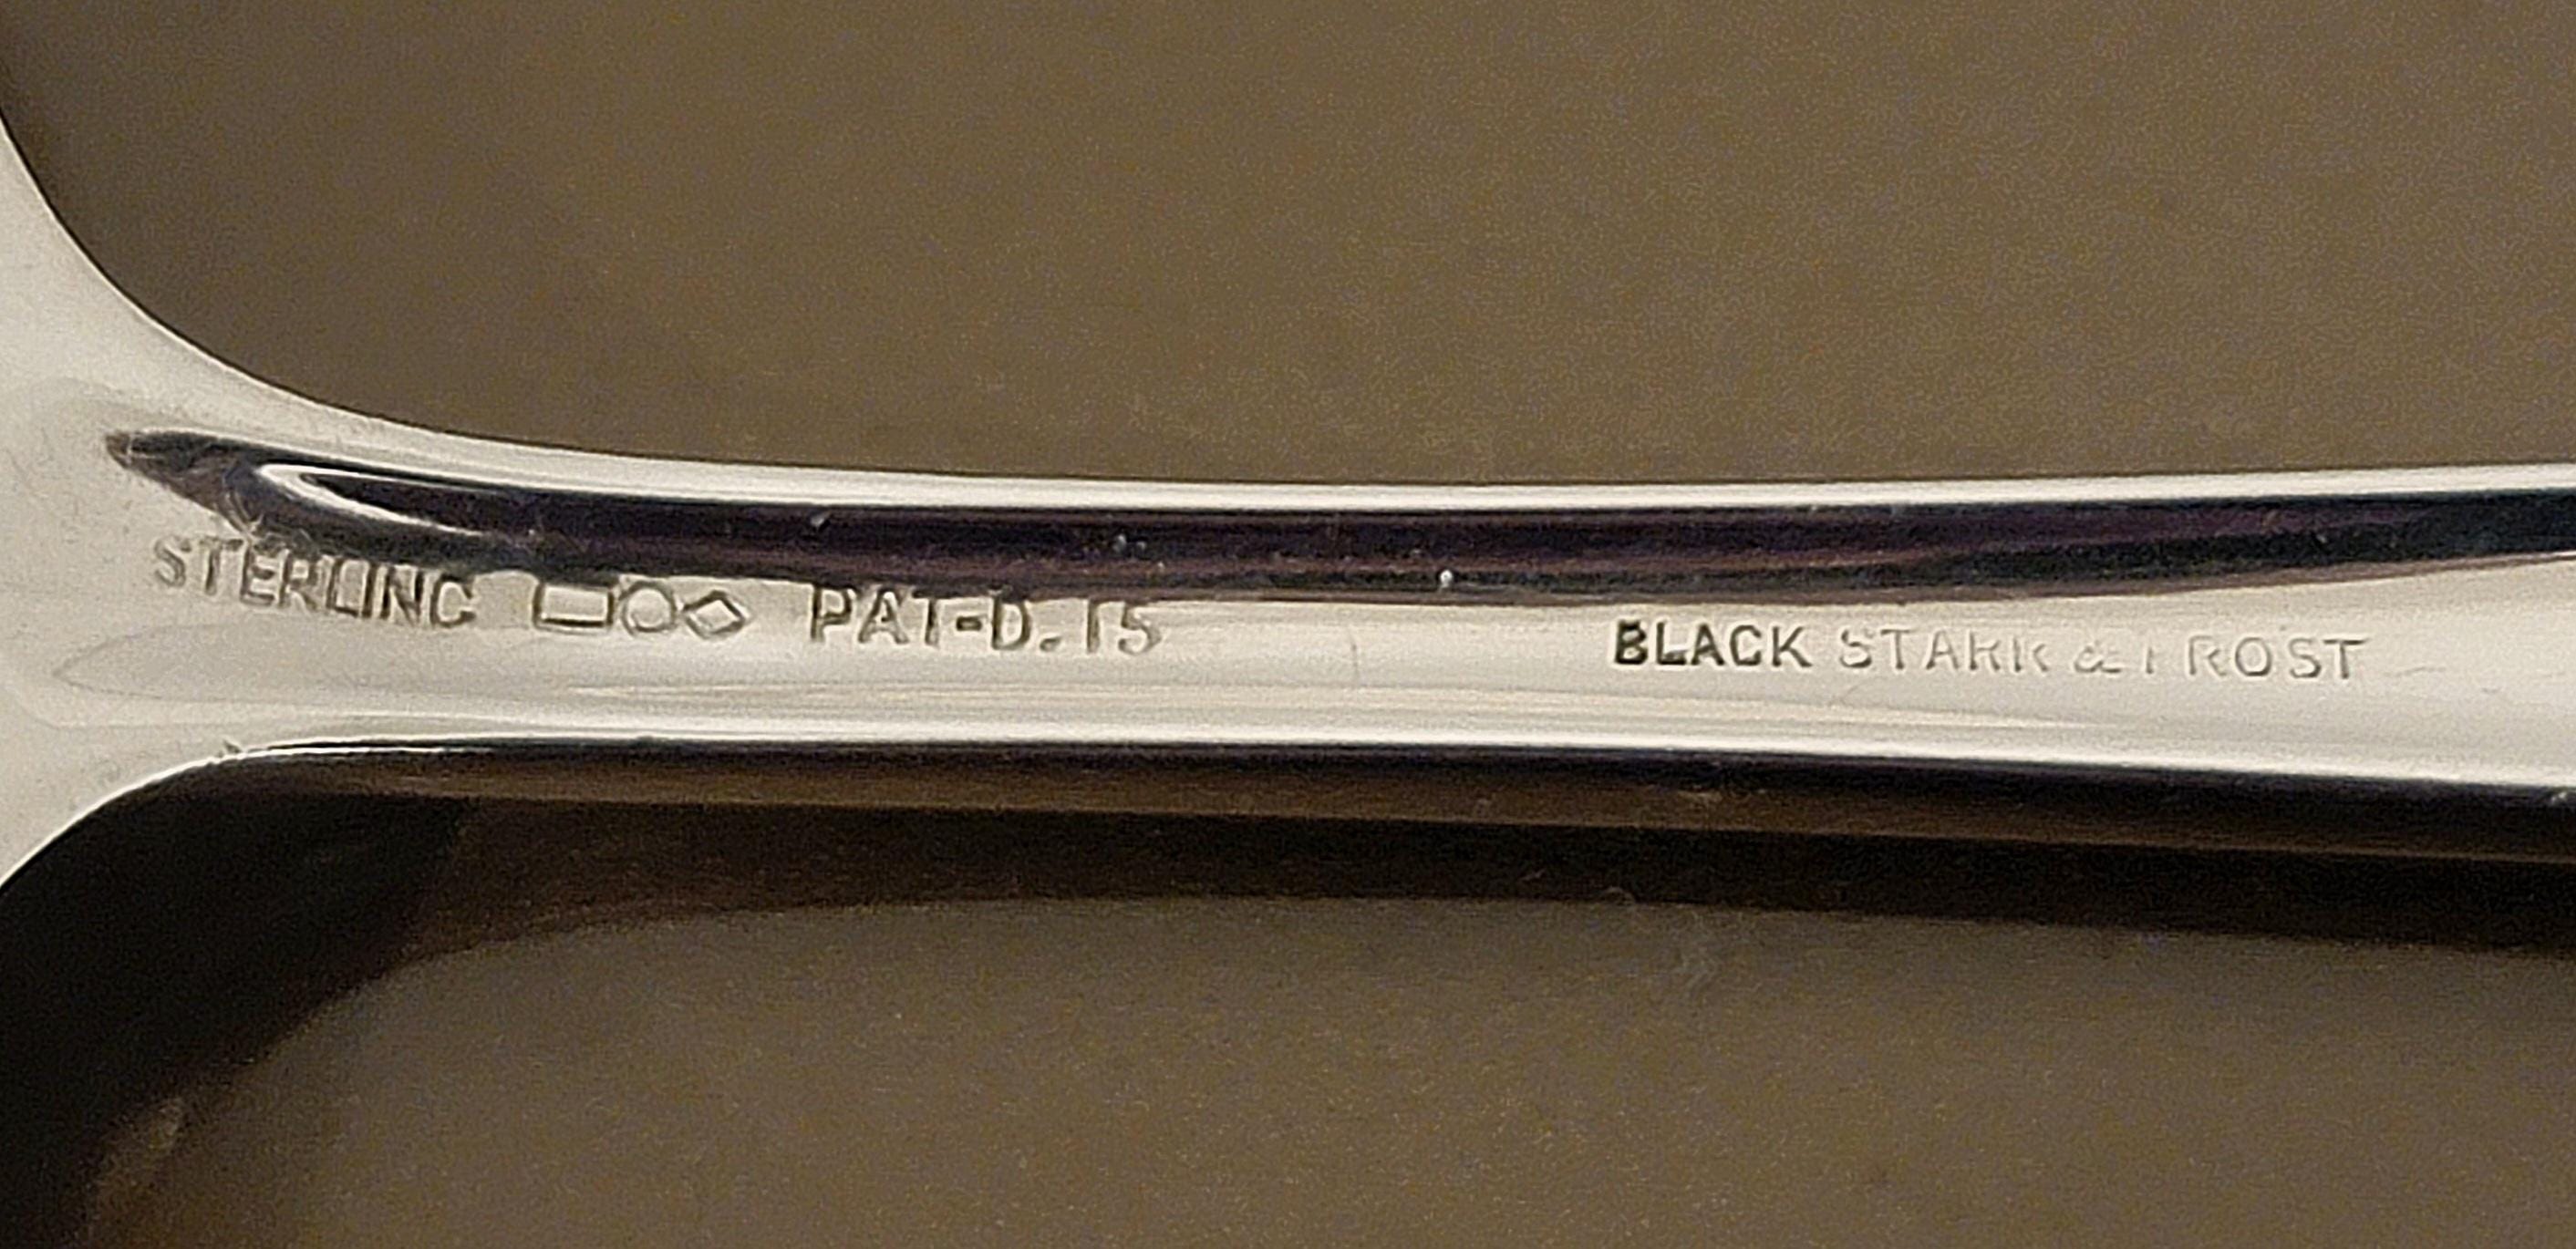 STERLING PAT-D. 15
BLACK STARR & FROST